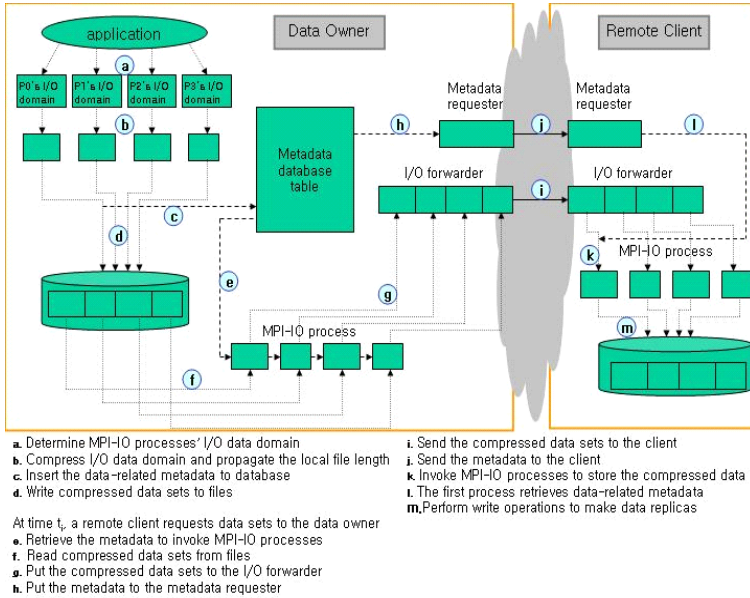 application
Data Owner
Remote Client
a
P0's I/O domain
P1's I/O domain
P2's I/O domain
P3's I/O domain
b
Metadata database table
Metadata requester
Metadata requester
h
j
l
I/O forwarder
I/O forwarder
c
i
d
MPI-IO process
k
e
g
MPI-IO process
m
f
a. Determine MPI-IO processes' I/O data domain
b. Compress I/O data domain and propagate the local file length
c. Insert the data-related metadata to database
d. Write compressed data sets to files
At time tᵢ, a remote client requests data sets to the data owner
e. Retrieve the metadata to invoke MPI-IO processes
f. Read compressed data sets from files
g. Put the compressed data sets to the I/O forwarder
h. Put the metadata to the metadata requester
i. Send the compressed data sets to the client
j. Send the metadata to the client
k. Invoke MPI-IO processes to store the compressed data
l. The first process retrieves data-related metadata
m. Perform write operations to make data replicas